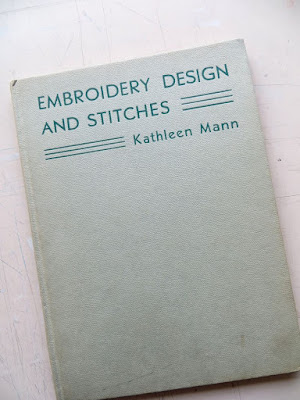 EMBROIDERY DESIGN
AND STITCHES
Kathleen Mann